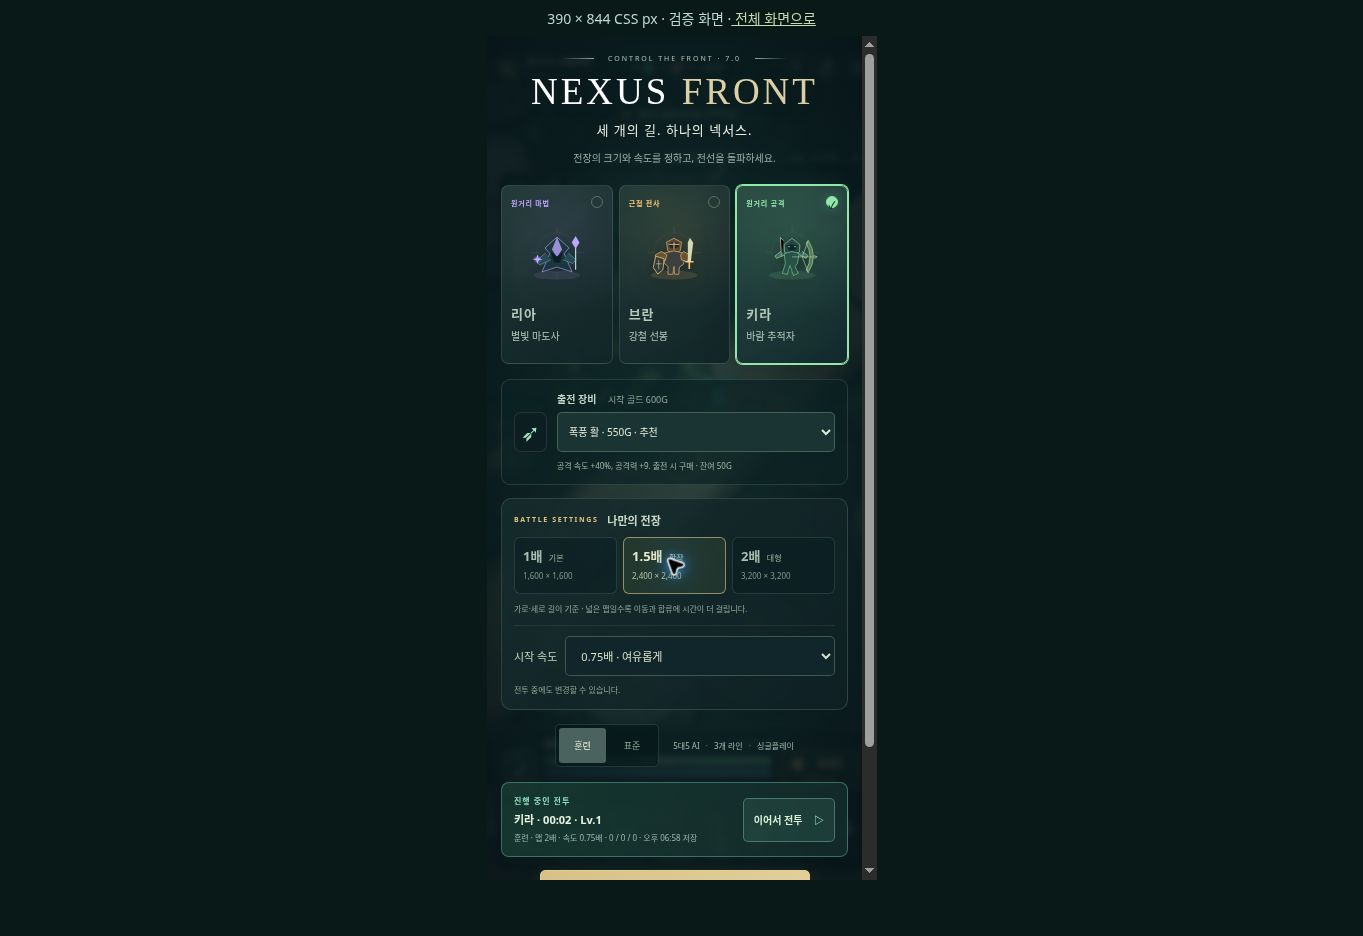 390 × 844 CSS px · 검증 화면 · 전체 화면으로
CONTROL THE FRONT · 7.0
NEXUS FRONT
세 개의 길. 하나의 넥서스.
전장의 크기와 속도를 정하고, 전선을 돌파하세요.
원거리 마법
리아
별빛 마도사
근접 전사
브란
강철 선봉
원거리 공격
키라
바람 추적자
출전 장비 시작 골드 600G
폭풍 활 · 550G · 추천
공격 속도 +40%, 공격력 +9. 출전 시 구매 · 잔여 50G
BATTLE SETTINGS 나만의 전장
1배 기본
1,600 × 1,600
1.5배
2,400 × 2,400
2배 대형
3,200 × 3,200
가로·세로 길이 기준 · 넓은 맵일수록 이동과 합류에 시간이 더 걸립니다.
시작 속도 0.75배 · 여유롭게
전투 중에도 변경할 수 있습니다.
훈련 표준 5대5 AI · 3개 라인 · 싱글플레이
진행 중인 전투
키라 · 00:02 · Lv.1
훈련 · 맵 2배 · 속도 0.75배 · 0 / 0 / 0 · 오후 06:58 저장
이어서 전투